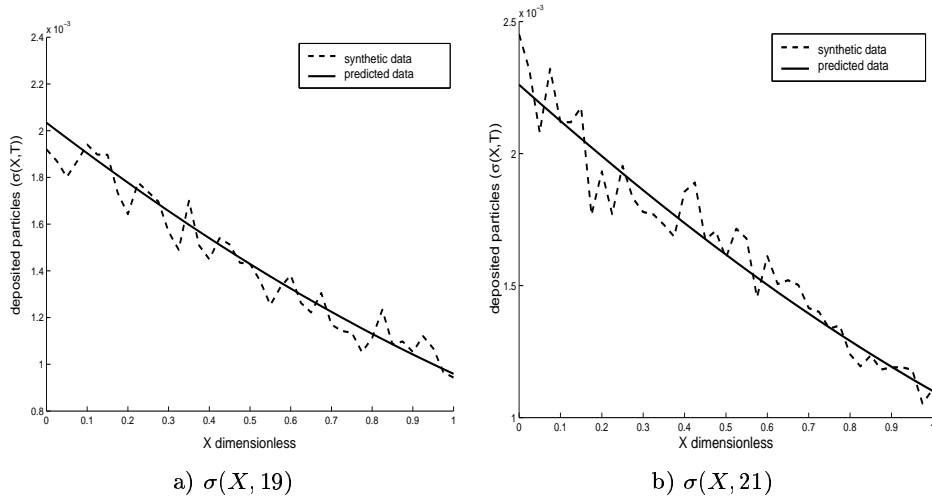 x 10⁻³
2.4
2.2
2
1.8
1.6
1.4
1.2
1
0.8
deposited particles (σ(X,T))
synthetic data
predicted data
0 0.1 0.2 0.3 0.4 0.5 0.6 0.7 0.8 0.9 1
X dimensionless
a) σ(X, 19)
x 10⁻³
2.5
2
1.5
1
deposited particles (σ(X,T))
synthetic data
predicted data
0 0.1 0.2 0.3 0.4 0.5 0.6 0.7 0.8 0.9 1
X dimensionless
b) σ(X, 21)